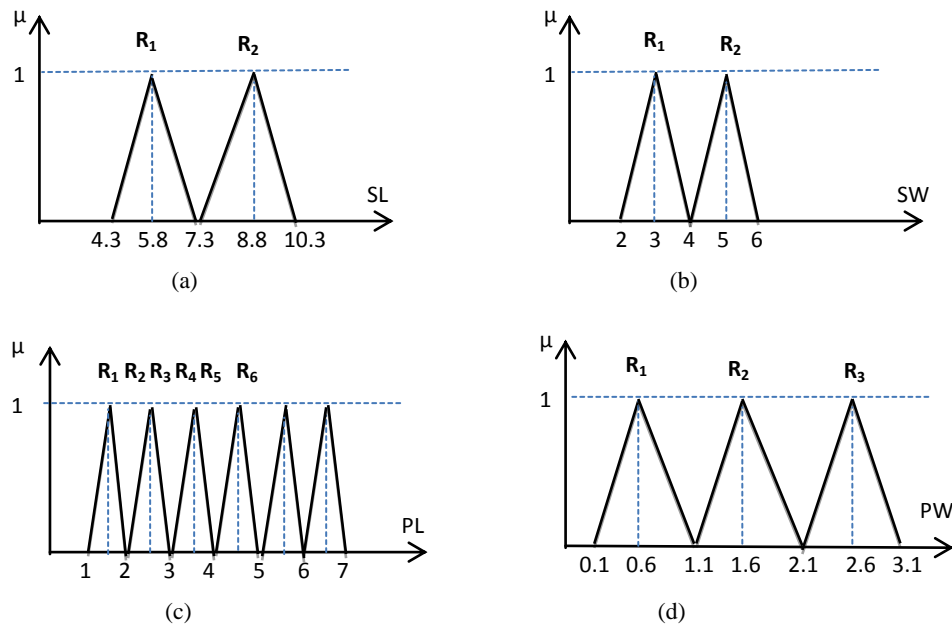 μ
R1 R2
1
SL
4.3 5.8 7.3 8.8 10.3
(a)
μ
R1 R2
1
SW
2 3 4 5 6
(b)
μ
R1 R2 R3 R4 R5 R6
1
PL
1 2 3 4 5 6 7
(c)
μ
R1 R2 R3
1
PW
0.1 0.6 1.1 1.6 2.1 2.6 3.1
(d)